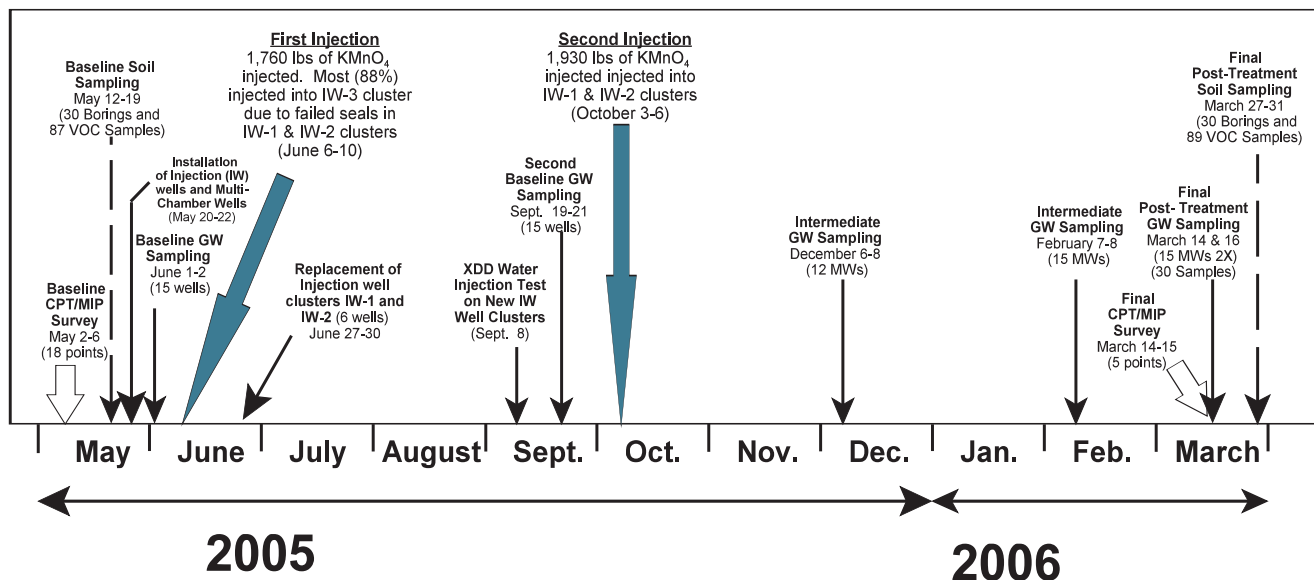 Baseline Soil
Sampling
May 12-19
(30 Borings and
87 VOC Samples)
Installation
of Injection (IW)
wells and Multi-
Chamber Wells
(May 20-22)
Baseline GW
Sampling
June 1-2
(15 wells)
Baseline
CPT/MIP
Survey
May 2-6
(18 points)
First Injection
1,760 lbs of KMnO₄
injected. Most (88%)
injected into IW-3 cluster
due to failed seals in
IW-1 & IW-2 clusters
(June 6-10)
Replacement of
Injection well
clusters IW-1 and
IW-2 (6 wells)
June 27-30
Second Injection
1,930 lbs of KMnO₄
injected injected into
IW-1 & IW-2 clusters
(October 3-6)
Second
Baseline GW
Sampling
Sept. 19-21
(15 wells)
XDD Water
Injection Test
on New IW
Well Clusters
(Sept. 8)
Intermediate
GW Sampling
December 6-8
(12 MWs)
Intermediate
GW Sampling
February 7-8
(15 MWs)
Final
Post-Treatment
Soil Sampling
March 27-31
(30 Borings and
89 VOC Samples)
Final
Post- Treatment
GW Sampling
March 14 & 16
(15 MWs 2X)
(30 Samples)
Final
CPT/MIP
Survey
March 14-15
(5 points)
May June July August Sept. Oct. Nov. Dec. Jan. Feb. March
2005 2006